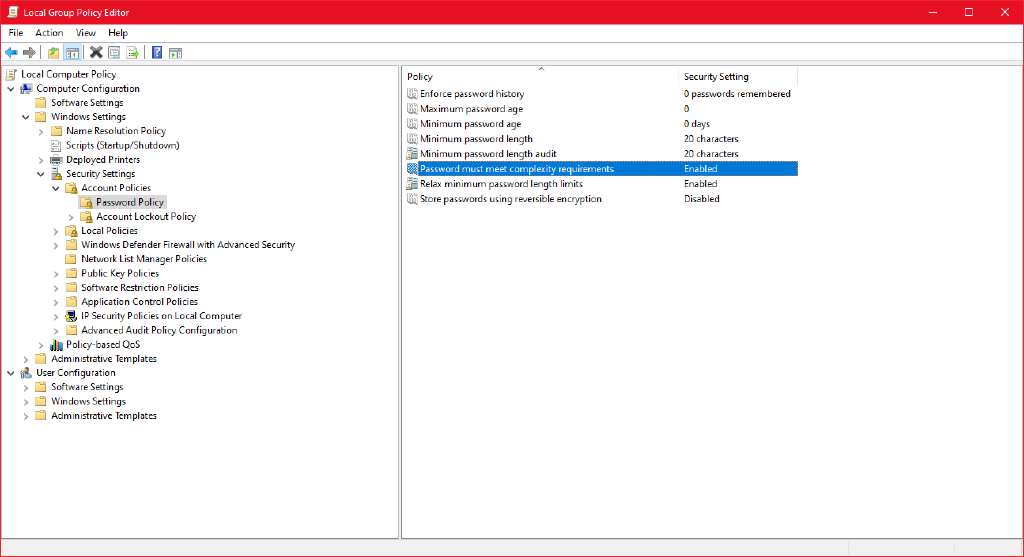 Local Group Policy Editor
File Action View Help
Local Computer Policy
Computer Configuration
Software Settings
Windows Settings
Name Resolution Policy
Scripts (Startup/Shutdown)
Deployed Printers
Security Settings
Account Policies
Password Policy
Account Lockout Policy
Local Policies
Windows Defender Firewall with Advanced Security
Network List Manager Policies
Public Key Policies
Software Restriction Policies
Application Control Policies
IP Security Policies on Local Computer
Advanced Audit Policy Configuration
Policy-based QoS
Administrative Templates
User Configuration
Software Settings
Windows Settings
Administrative Templates
Policy Security Setting
Enforce password history 0 passwords remembered
Maximum password age 0
Minimum password age 0 days
Minimum password length 20 characters
Minimum password length audit 20 characters
Password must meet complexity requirements Enabled
Relax minimum password length limits Enabled
Store passwords using reversible encryption Disabled